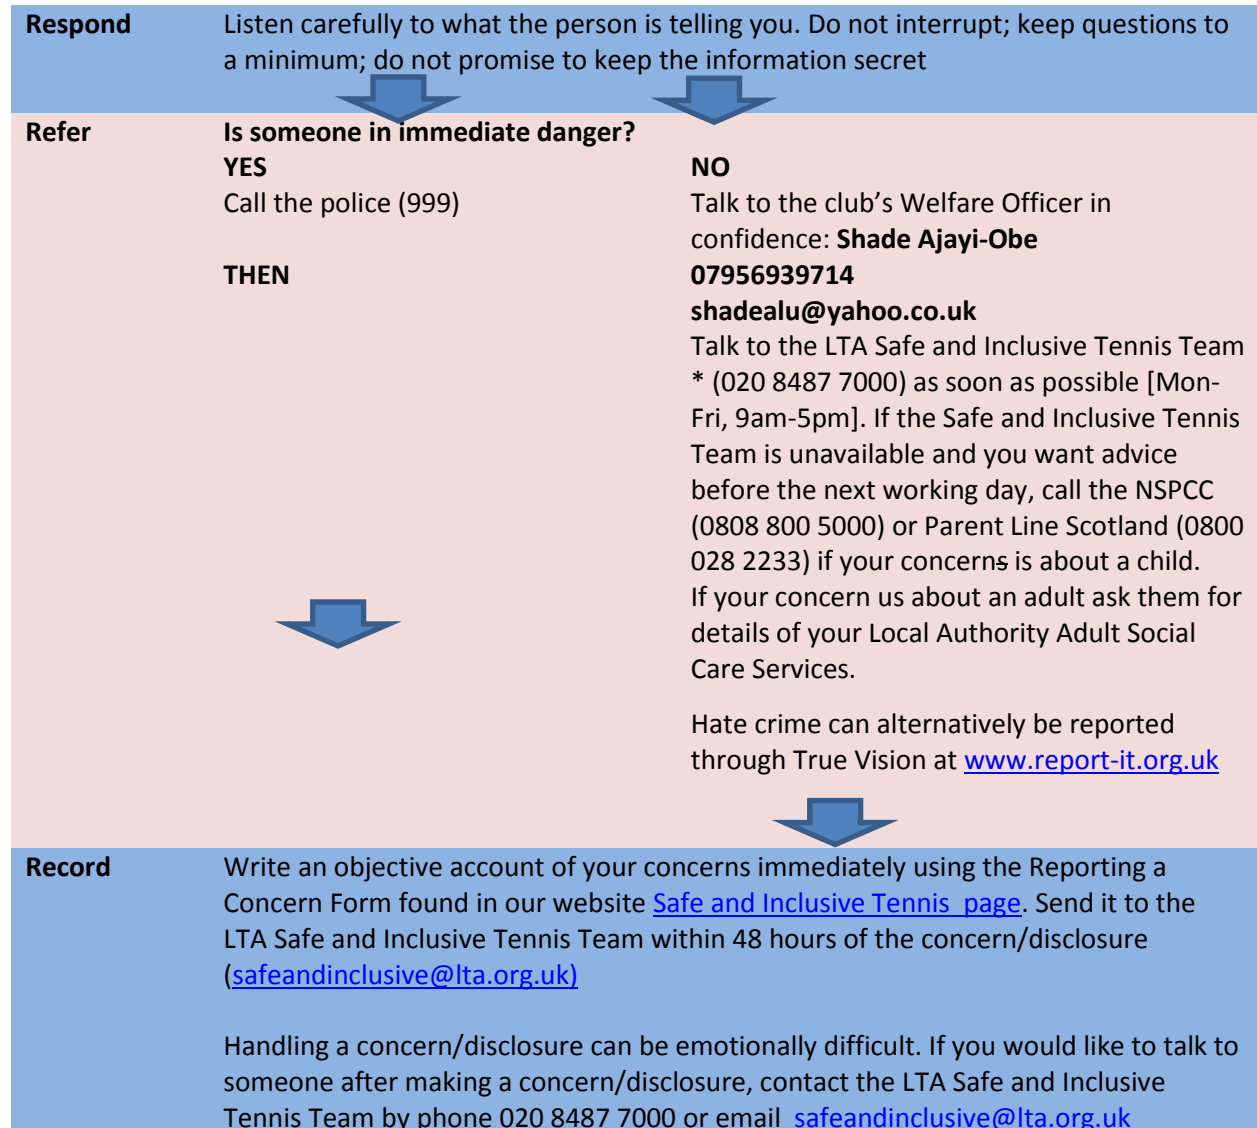 Respond Listen carefully to what the person is telling you. Do not interrupt; keep questions to
a minimum; do not promise to keep the information secret
Refer Is someone in immediate danger?
YES
Call the police (999)
THEN
NO
Talk to the club's Welfare Officer in
confidence: Shade Ajayi-Obe
07956939714
shadealu@yahoo.co.uk
Talk to the LTA Safe and Inclusive Tennis Team
* (020 8487 7000) as soon as possible [Mon-
Fri, 9am-5pm]. If the Safe and Inclusive Tennis
Team is unavailable and you want advice
before the next working day, call the NSPCC
(0808 800 5000) or Parent Line Scotland (0800
028 2233) if your concerns is about a child.
If your concern us about an adult ask them for
details of your Local Authority Adult Social
Care Services.
Hate crime can alternatively be reported
through True Vision at www.report-it.org.uk
Record Write an objective account of your concerns immediately using the Reporting a
Concern Form found in our website Safe and Inclusive Tennis page. Send it to the
LTA Safe and Inclusive Tennis Team within 48 hours of the concern/disclosure
(safeandinclusive@lta.org.uk)
Handling a concern/disclosure can be emotionally difficult. If you would like to talk to
someone after making a concern/disclosure, contact the LTA Safe and Inclusive
Tennis Team by phone 020 8487 7000 or email safeandinclusive@lta.org.uk